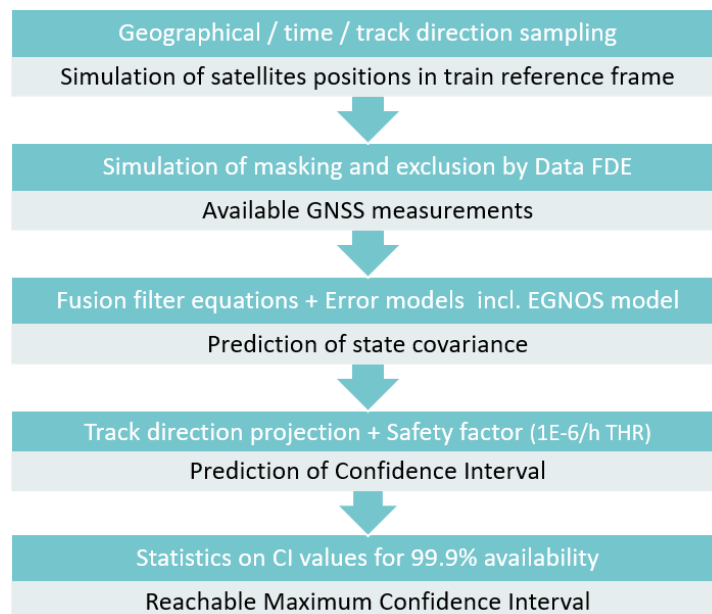 Geographical / time / track direction sampling
Simulation of satellites positions in train reference frame
Simulation of masking and exclusion by Data FDE
Available GNSS measurements
Fusion filter equations + Error models incl. EGNOS model
Prediction of state covariance
Track direction projection + Safety factor (1E-6/h THR)
Prediction of Confidence Interval
Statistics on CI values for 99.9% availability
Reachable Maximum Confidence Interval